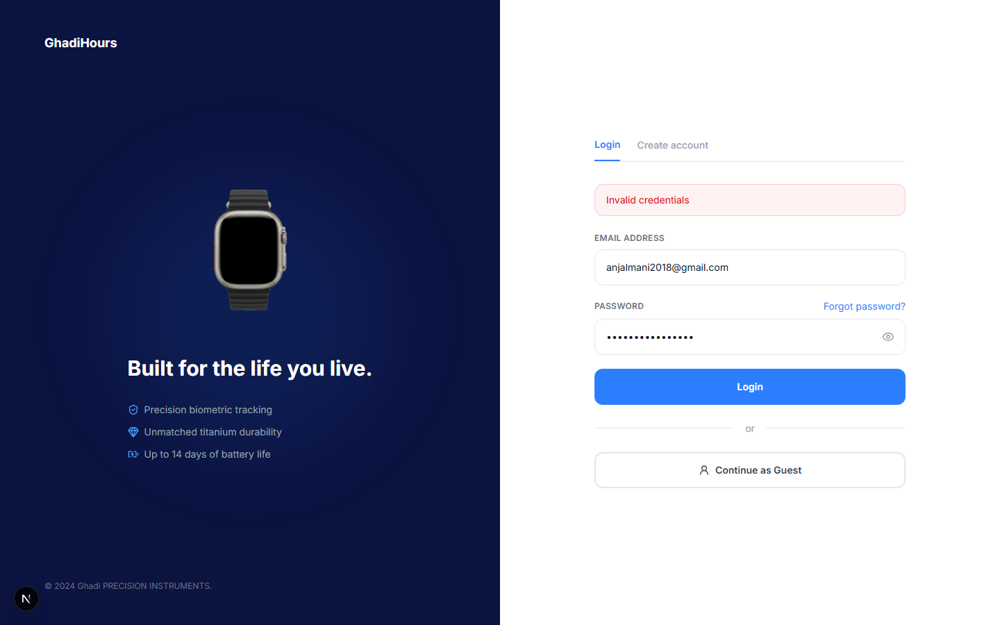 GhadiHours
Built for the life you live.
Precision biometric tracking
Unmatched titanium durability
Up to 14 days of battery life
© 2024 Ghadi PRECISION INSTRUMENTS.
N
Login
Create account
Invalid credentials
EMAIL ADDRESS
anjalmani2018@gmail.com
PASSWORD
Forgot password?
••••••••••••••••
Login
or
Continue as Guest